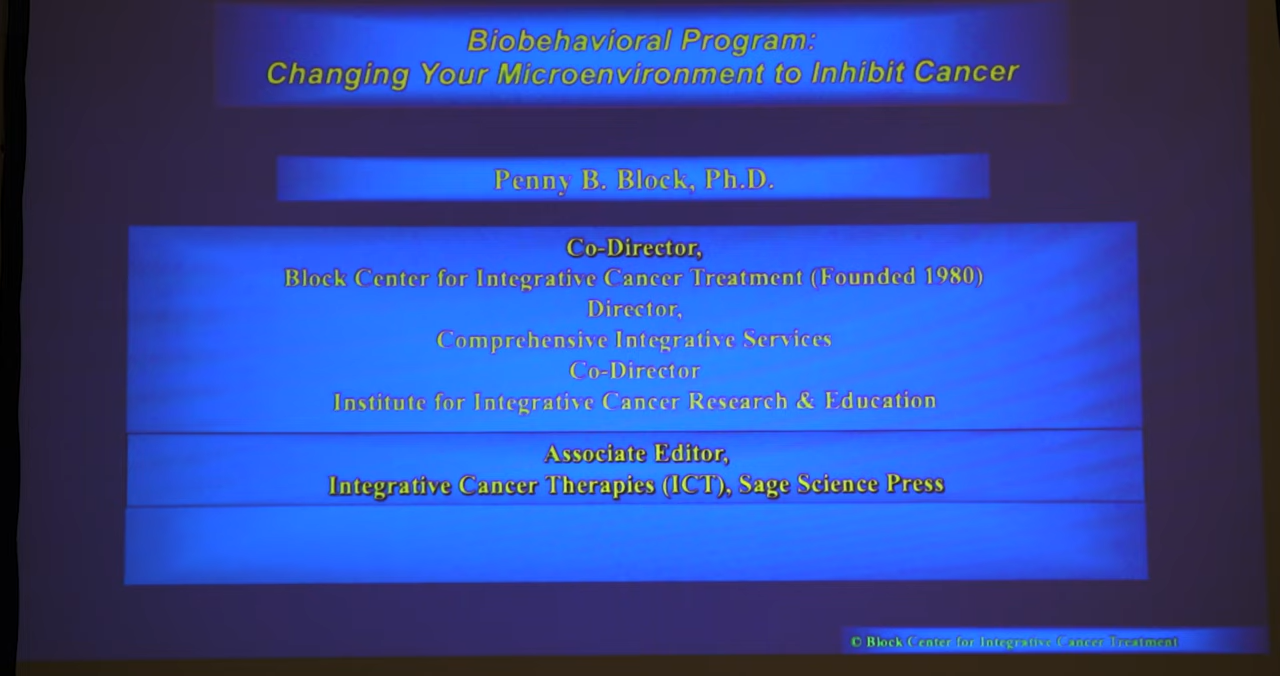 Biobehavioral Program:
Changing Your Microenvironment to Inhibit Cancer
Penny B. Block, Ph.D.
Co-Director,
Block Center for Integrative Cancer Treatment (Founded 1980)
Director,
Comprehensive Integrative Services
Co-Director
Institute for Integrative Cancer Research & Education
Associate Editor,
Integrative Cancer Therapies (ICT), Sage Science Press
© Block Center for Integrative Cancer Treatment